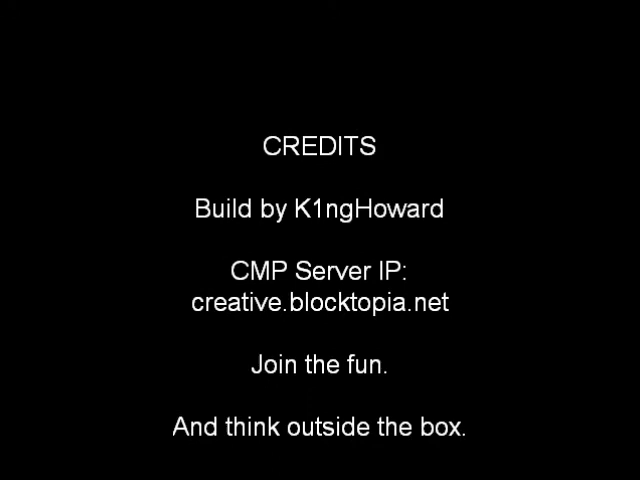 CREDITS
Build by K1ngHoward
CMP Server IP:
creative.blocktopia.net
Join the fun.
And think outside the box.